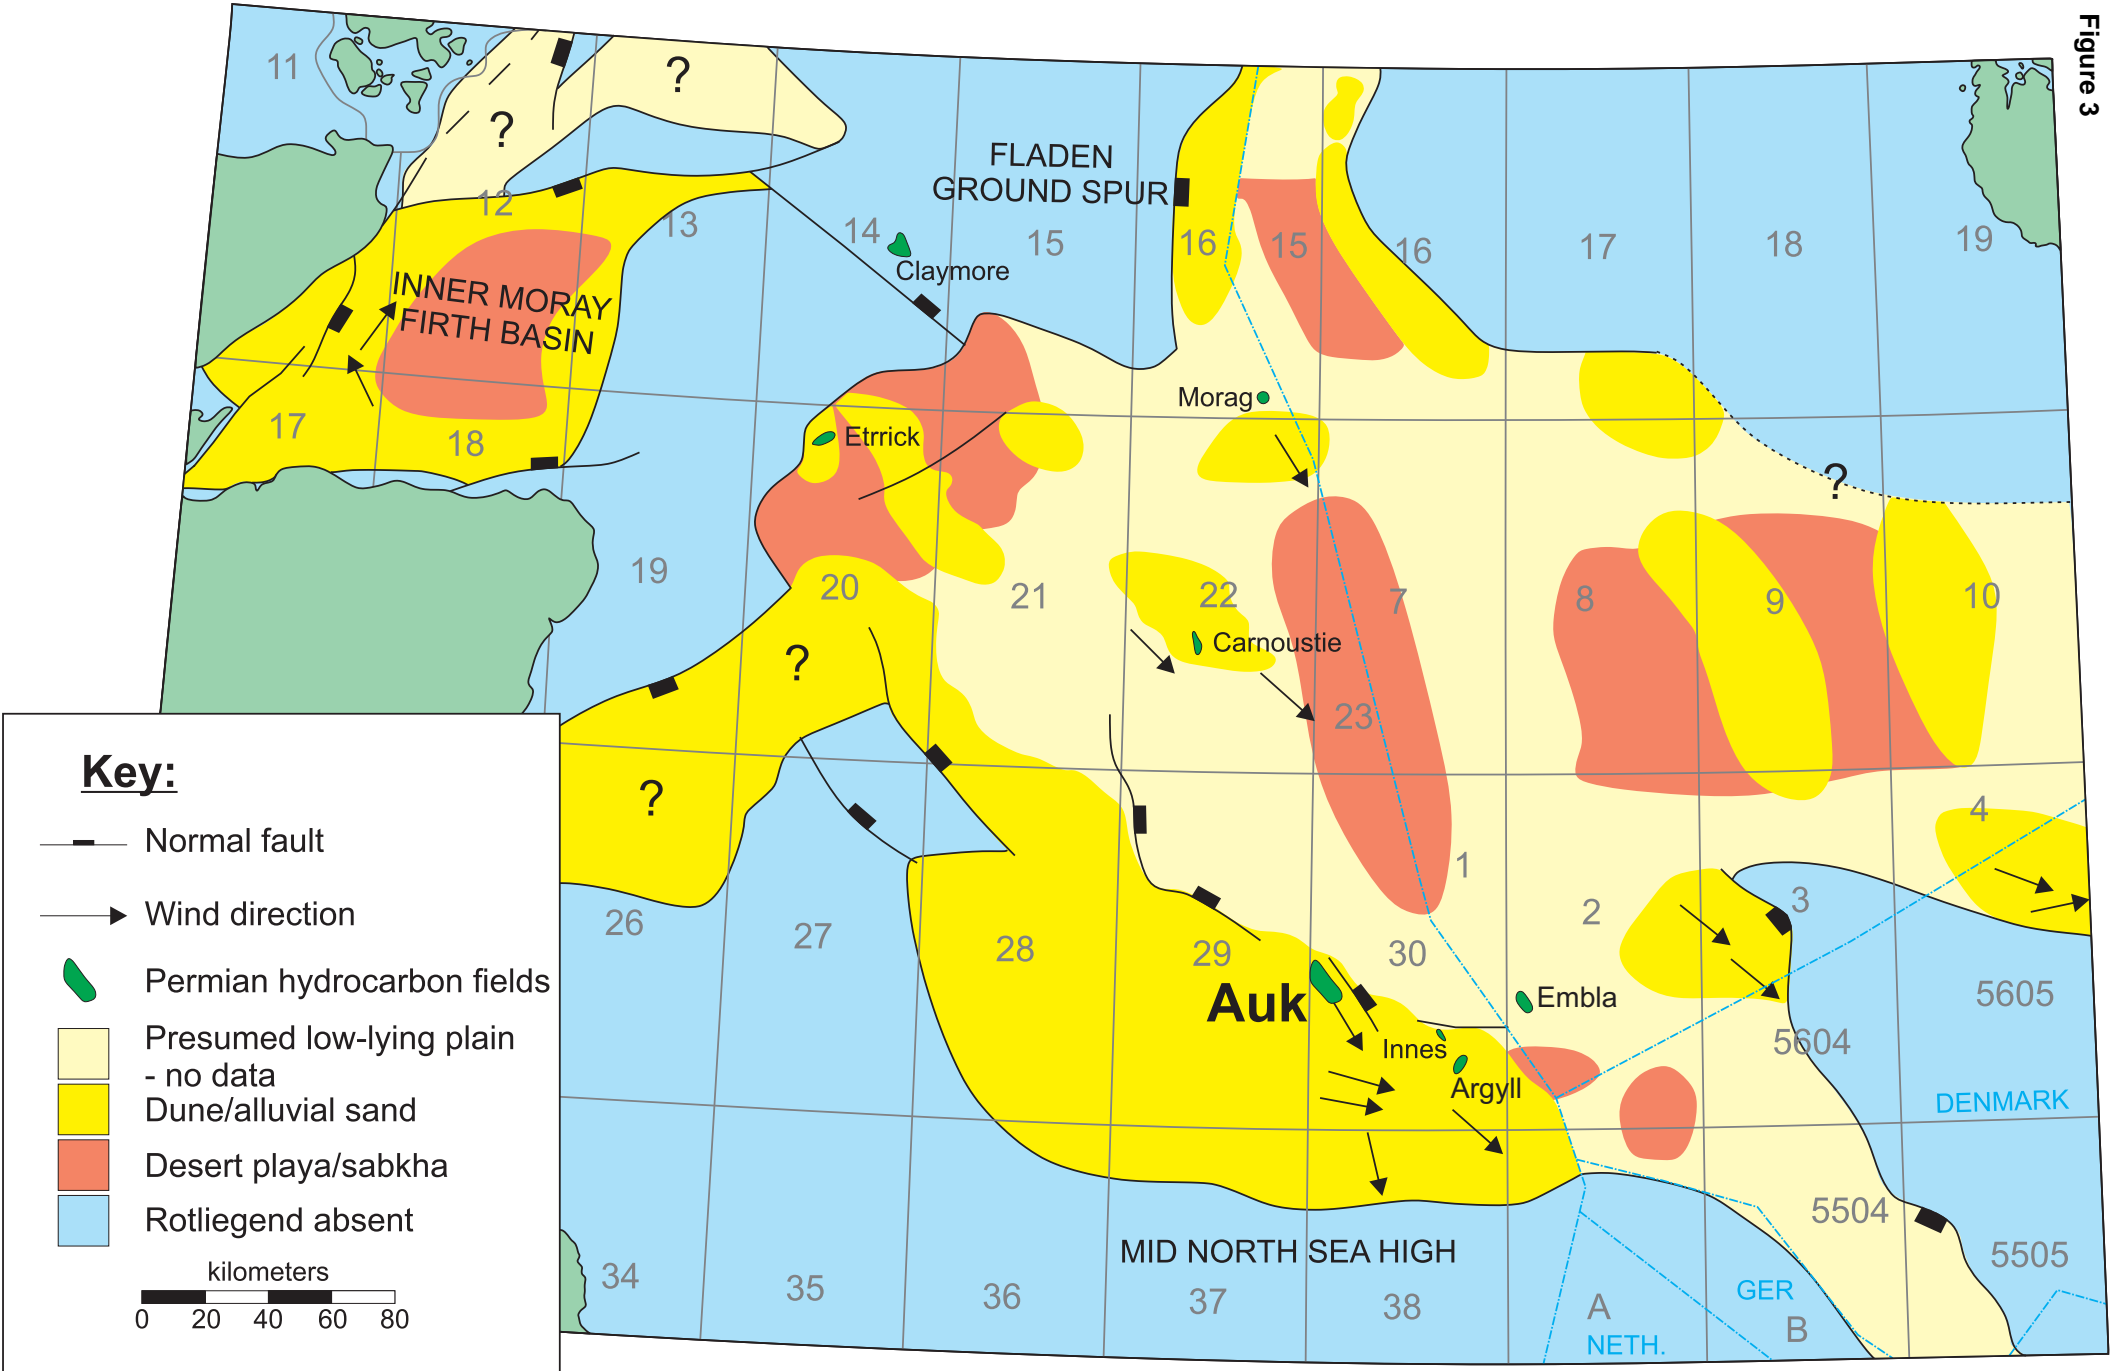 Figure 3
11
?
?
12
13
FLADEN
GROUND SPUR
14
Claymore
15
16
15
16
17
18
19
INNER MORAY
FIRTH BASIN
17
18
Etrrick
Morag
?
19
20
21
22
7
8
9
10
Carnoustie
?
23
?
4
1
2
3
26
27
28
29
30
Auk
Embla
Innes
Argyll
5605
5604
DENMARK
5504
5505
MID NORTH SEA HIGH
34
35
36
37
38
A
B
GER
NETH.
Key:
Normal fault
Wind direction
Permian hydrocarbon fields
Presumed low-lying plain
- no data
Dune/alluvial sand
Desert playa/sabkha
Rotliegend absent
kilometers
0 20 40 60 80